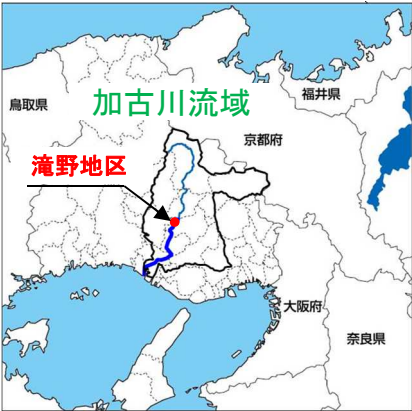 福井県
鳥取県
加古川流域
京都府
滝野地区
大阪府
奈良県